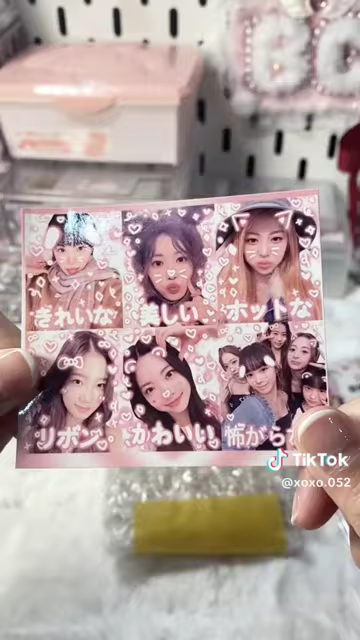 きれいな
美しい
ホットな
リボン
かわいい
怖がらな
TikTok
@xoxo.052